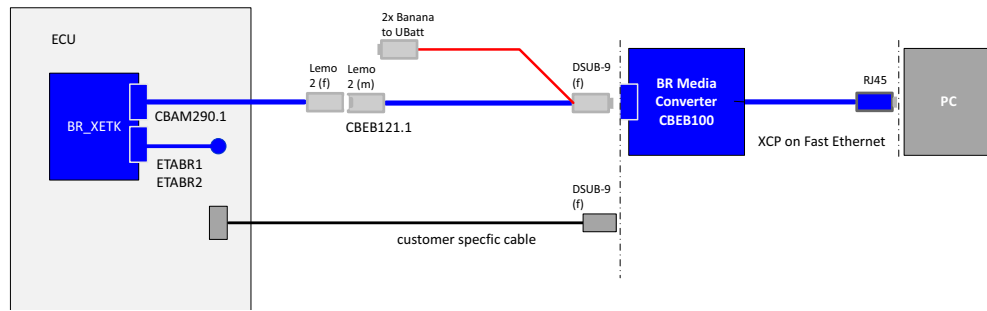 ECU
2x Banana
to UBatt
Lemo
2 (f)
Lemo
2 (m)
DSUB-9
(f)
BR_XETK
CBAM290.1
CBEB121.1
BR Media
Converter
CBEB100
RJ45
PC
XCP on Fast Ethernet
ETABR1
ETABR2
DSUB-9
(f)
customer specfic cable